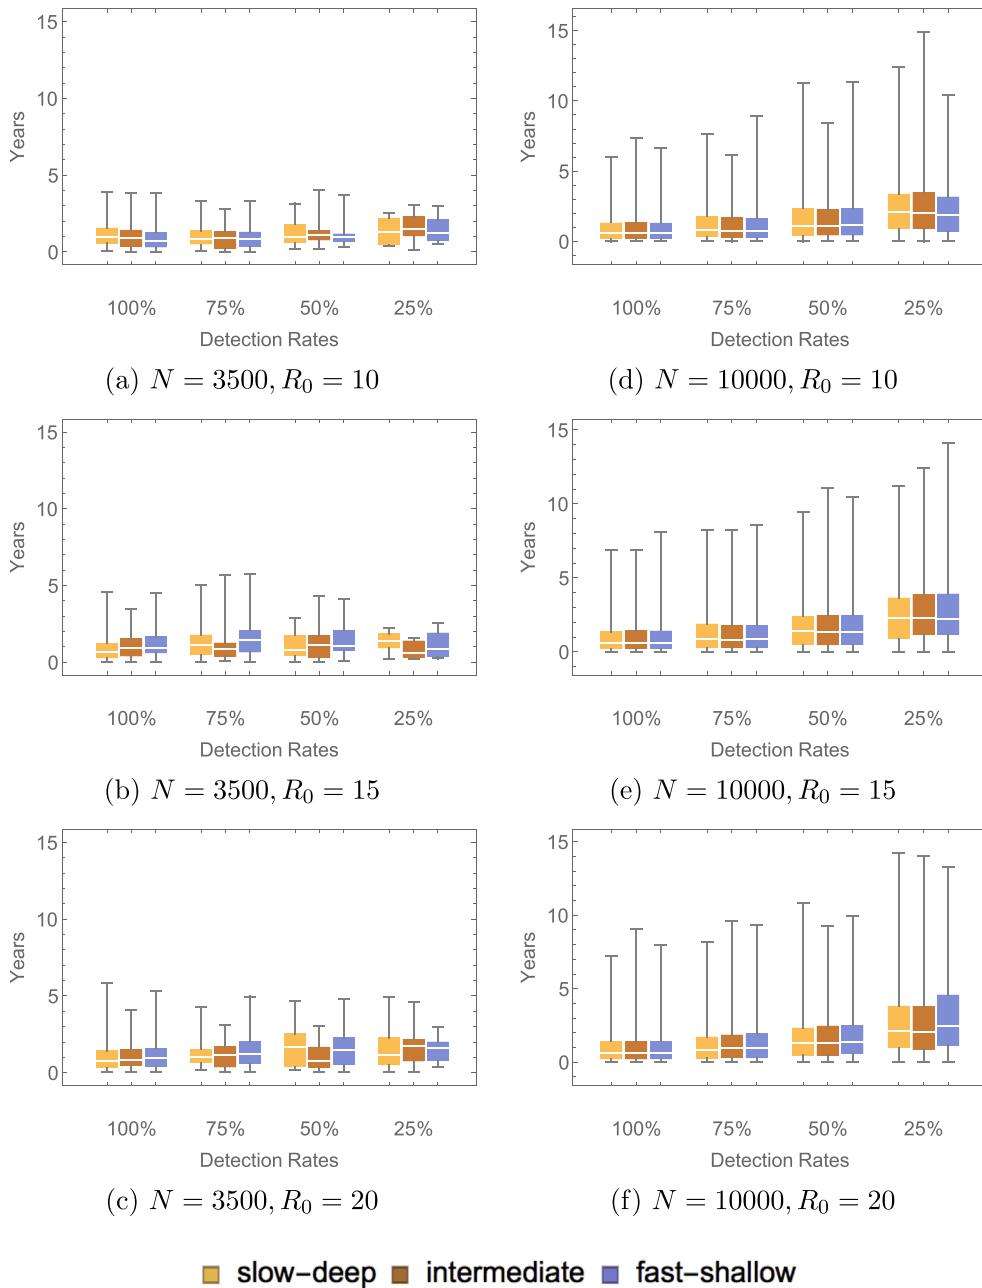 15
10
5
0
Years
100%
75%
50%
25%
Detection Rates
(a) N = 3500, R₀ = 10
15
10
5
0
Years
100%
75%
50%
25%
Detection Rates
(d) N = 10000, R₀ = 10
15
10
5
0
Years
100%
75%
50%
25%
Detection Rates
(b) N = 3500, R₀ = 15
15
10
5
0
Years
100%
75%
50%
25%
Detection Rates
(e) N = 10000, R₀ = 15
15
10
5
0
Years
100%
75%
50%
25%
Detection Rates
(c) N = 3500, R₀ = 20
15
10
5
0
Years
100%
75%
50%
25%
Detection Rates
(f) N = 10000, R₀ = 20
slow–deep intermediate fast–shallow